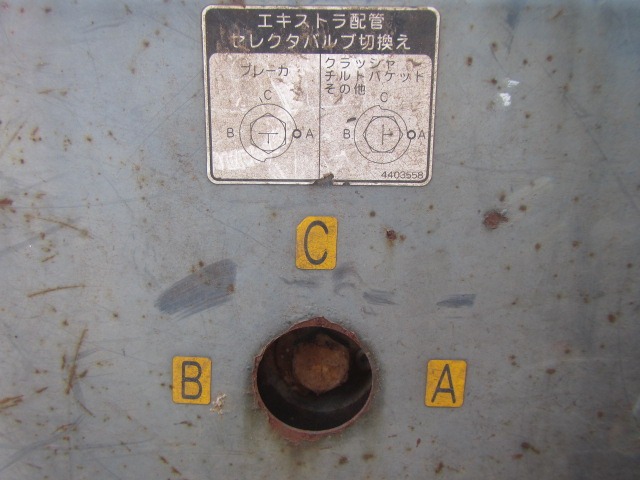 エキストラ配管
セレクタバルブ切換え
ブレーカ
C
B A
クラッシャ
チルトバケット
その他
C
B A
4403558
C
B A